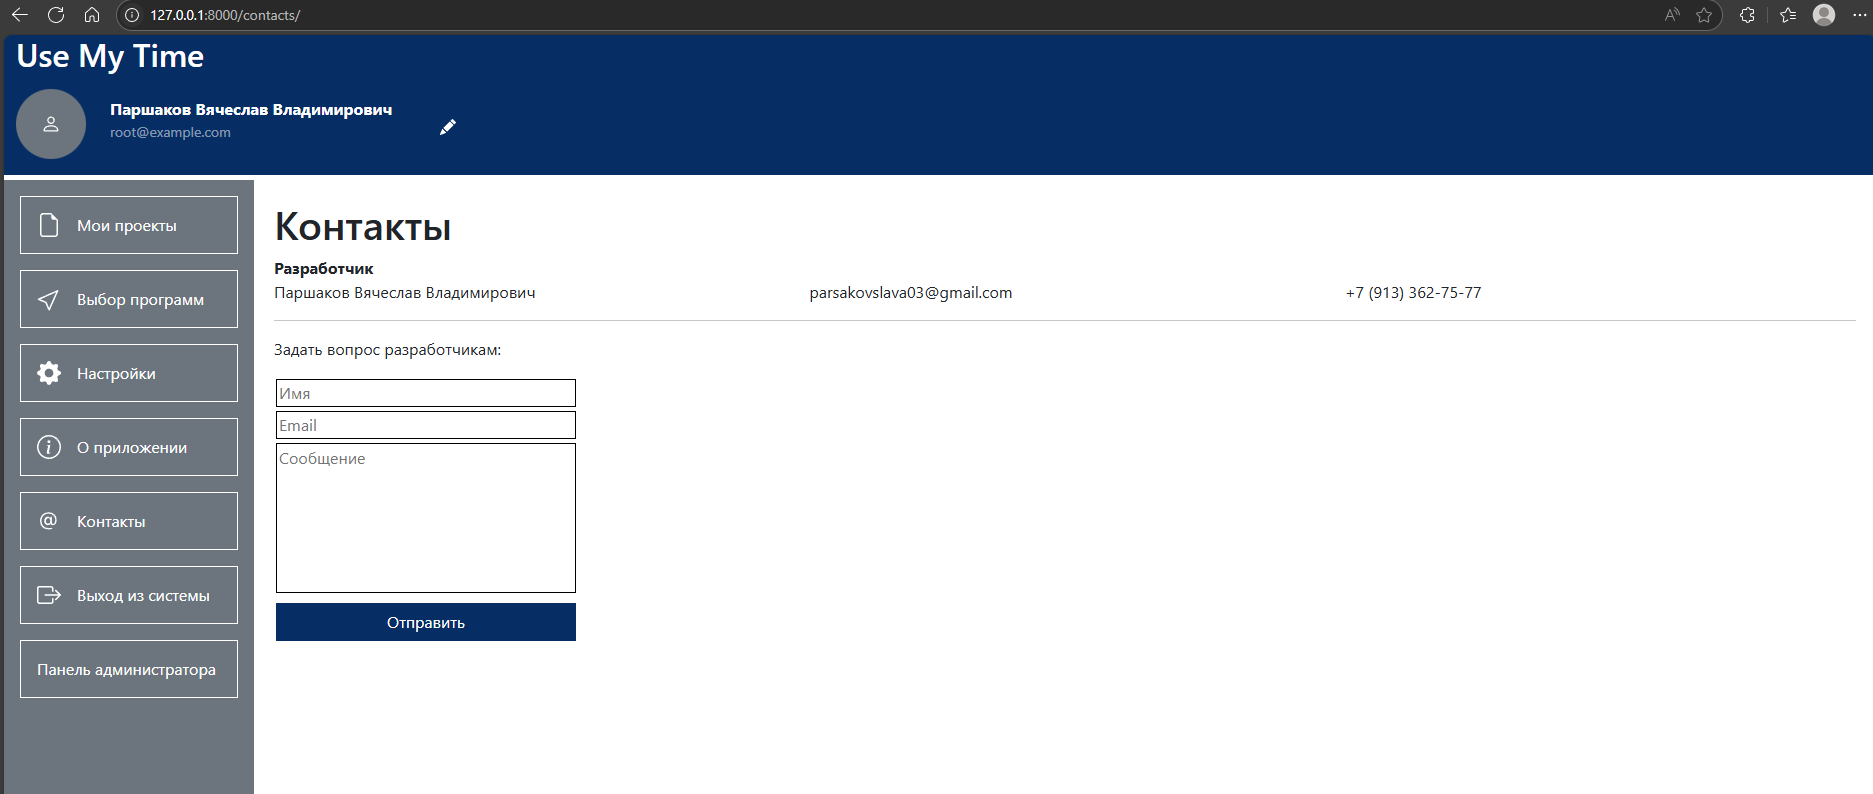 127.0.0.1:8000/contacts/
Use My Time
Паршаков Вячеслав Владимирович
root@example.com
Мои проекты
Выбор программ
Настройки
О приложении
@ Контакты
Выход из системы
Панель администратора
Контакты
Разработчик
Паршаков Вячеслав Владимирович parsakovslava03@gmail.com +7 (913) 362-75-77
Задать вопрос разработчикам:
Имя
Email
Сообщение
Отправить